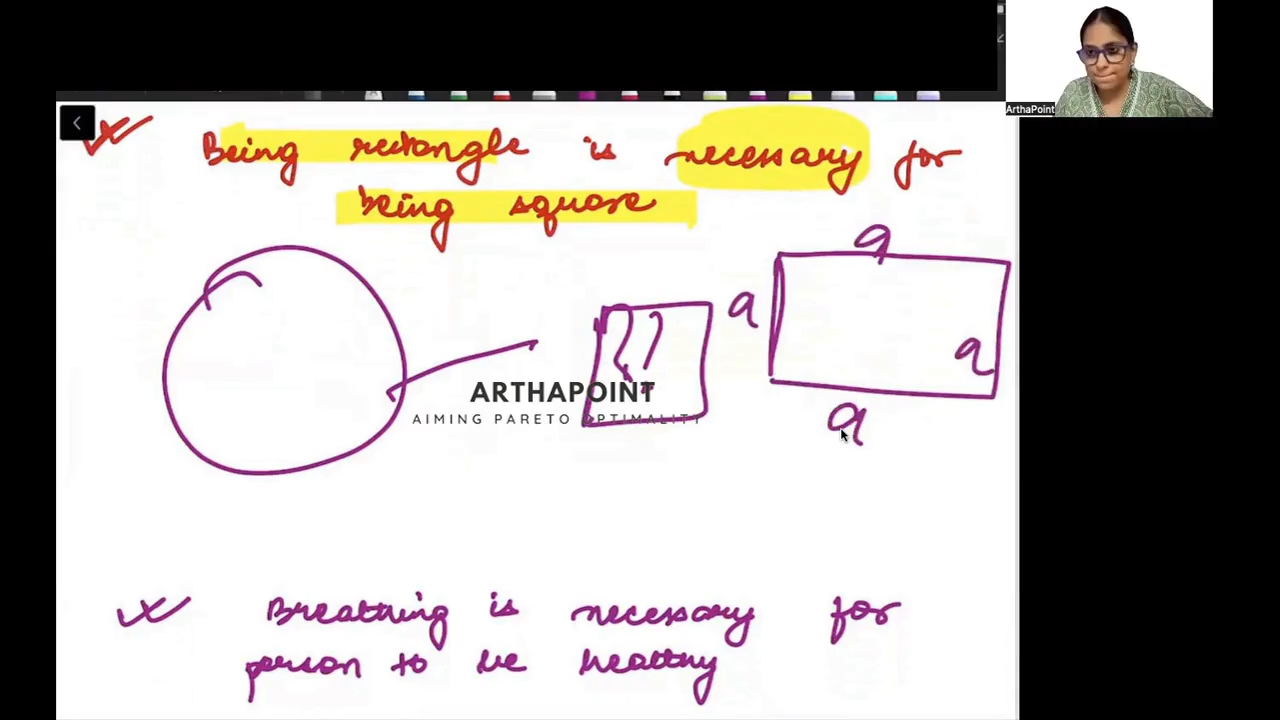 ArthaPoint
Being rectangle is necessary for
being square
a
a
a
a
ARTHAPOINT
AIMING PARETO OPTIMALITY
Breathing is necessary for
person to be healthy